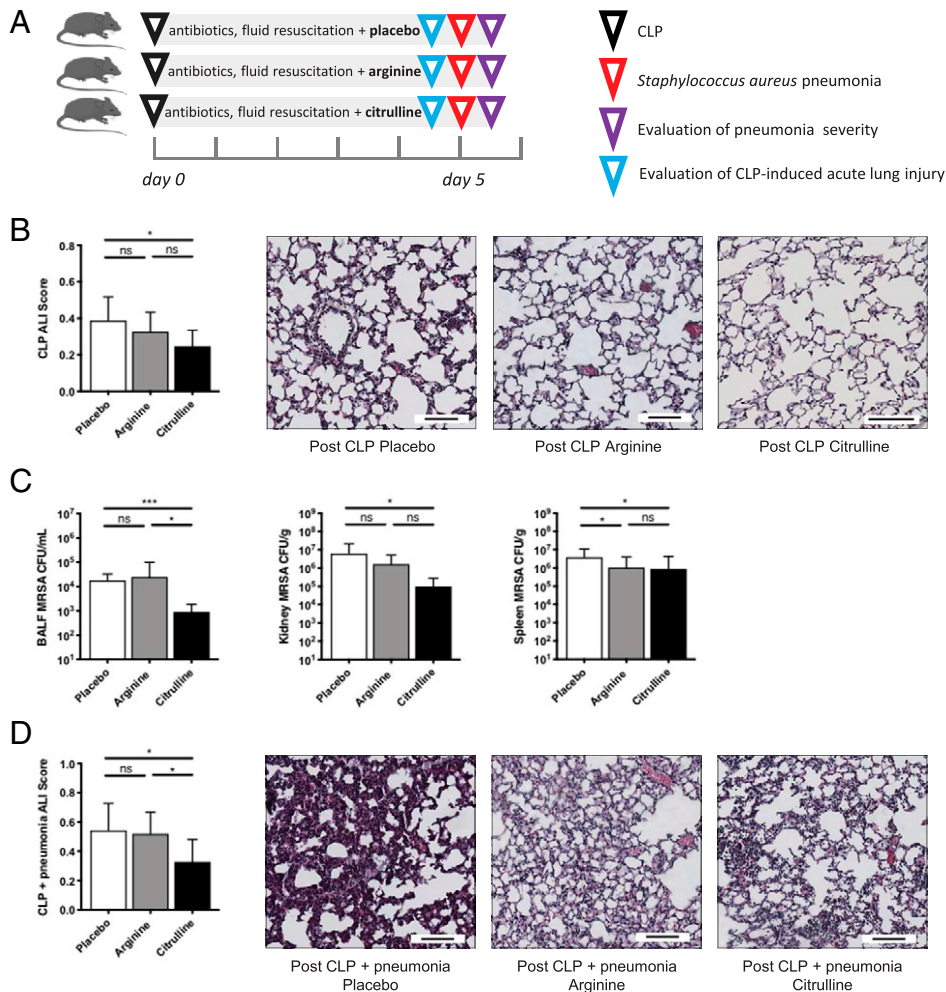 A
antibiotics, fluid resuscitation + placebo
antibiotics, fluid resuscitation + arginine
antibiotics, fluid resuscitation + citrulline
day 0
day 5
CLP
Staphylococcus aureus pneumonia
Evaluation of pneumonia severity
Evaluation of CLP-induced acute lung injury
B
CLP ALI Score
0.8
0.6
0.4
0.2
0.0
*
ns
ns
Placebo
Arginine
Citrulline
Post CLP Placebo
Post CLP Arginine
Post CLP Citrulline
C
BALF MRSA CFU/mL
10⁷
10⁶
10⁵
10⁴
10³
10²
10¹
***
ns
*
Placebo
Arginine
Citrulline
Kidney MRSA CFU/g
10⁹
10⁸
10⁷
10⁶
10⁵
10⁴
10³
10²
10¹
*
ns
ns
Placebo
Arginine
Citrulline
Spleen MRSA CFU/g
10⁹
10⁸
10⁷
10⁶
10⁵
10⁴
10³
10²
10¹
*
*
ns
Placebo
Arginine
Citrulline
D
CLP + pneumonia ALI Score
1.0
0.8
0.6
0.4
0.2
0.0
*
ns
*
Placebo
Arginine
Citrulline
Post CLP + pneumonia
Placebo
Post CLP + pneumonia
Arginine
Post CLP + pneumonia
Citrulline